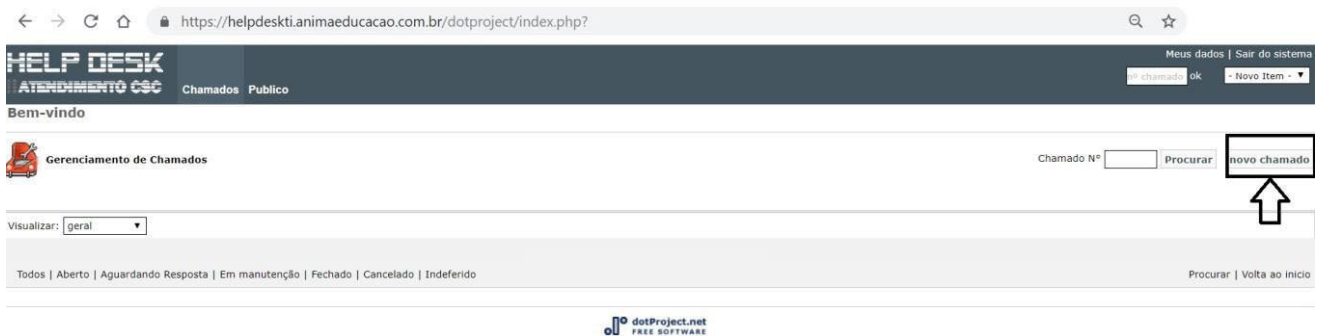 https://helpdeskti.animaeducacao.com.br/dotproject/index.php?
HELP DESK
ATENDIMENTO CSC
Chamados Publico
Meus dados | Sair do sistema
nº chamado ok - Novo Item -
Bem-vindo
Gerenciamento de Chamados
Chamado Nº Procurar novo chamado
Visualizar: geral
Todos | Aberto | Aguardando Resposta | Em manutenção | Fechado | Cancelado | Indeferido
Procurar | Volta ao inicio
dotProject.net
FREE SOFTWARE